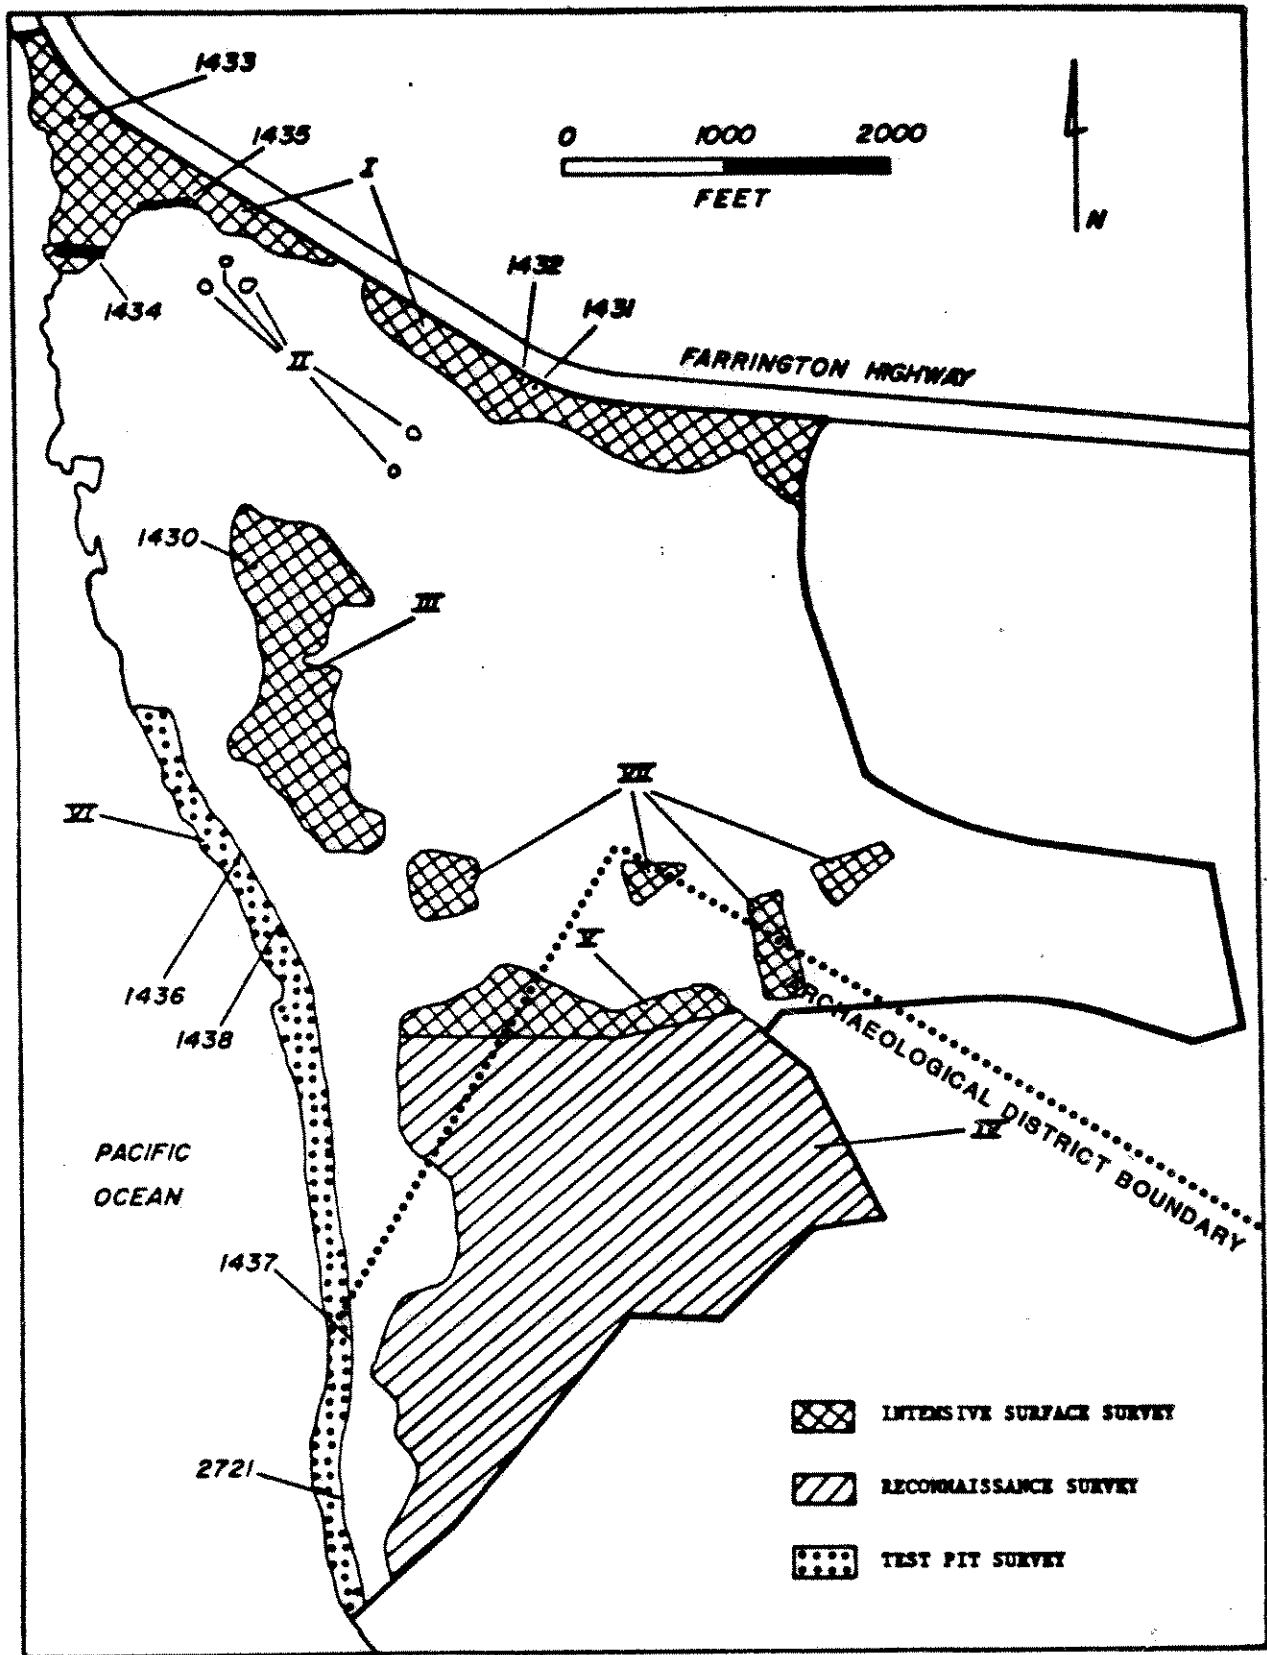 1433
1435
I
0 1000 2000
FEET
N
1432
1431
1434
II
FARRINGTON HIGHWAY
1430
III
VII
VI
V
1436
1438
ARCHAEOLOGICAL DISTRICT BOUNDARY
IV
PACIFIC
OCEAN
1437
2721
INTENSIVE SURFACE SURVEY
RECONNAISSANCE SURVEY
TEST PIT SURVEY